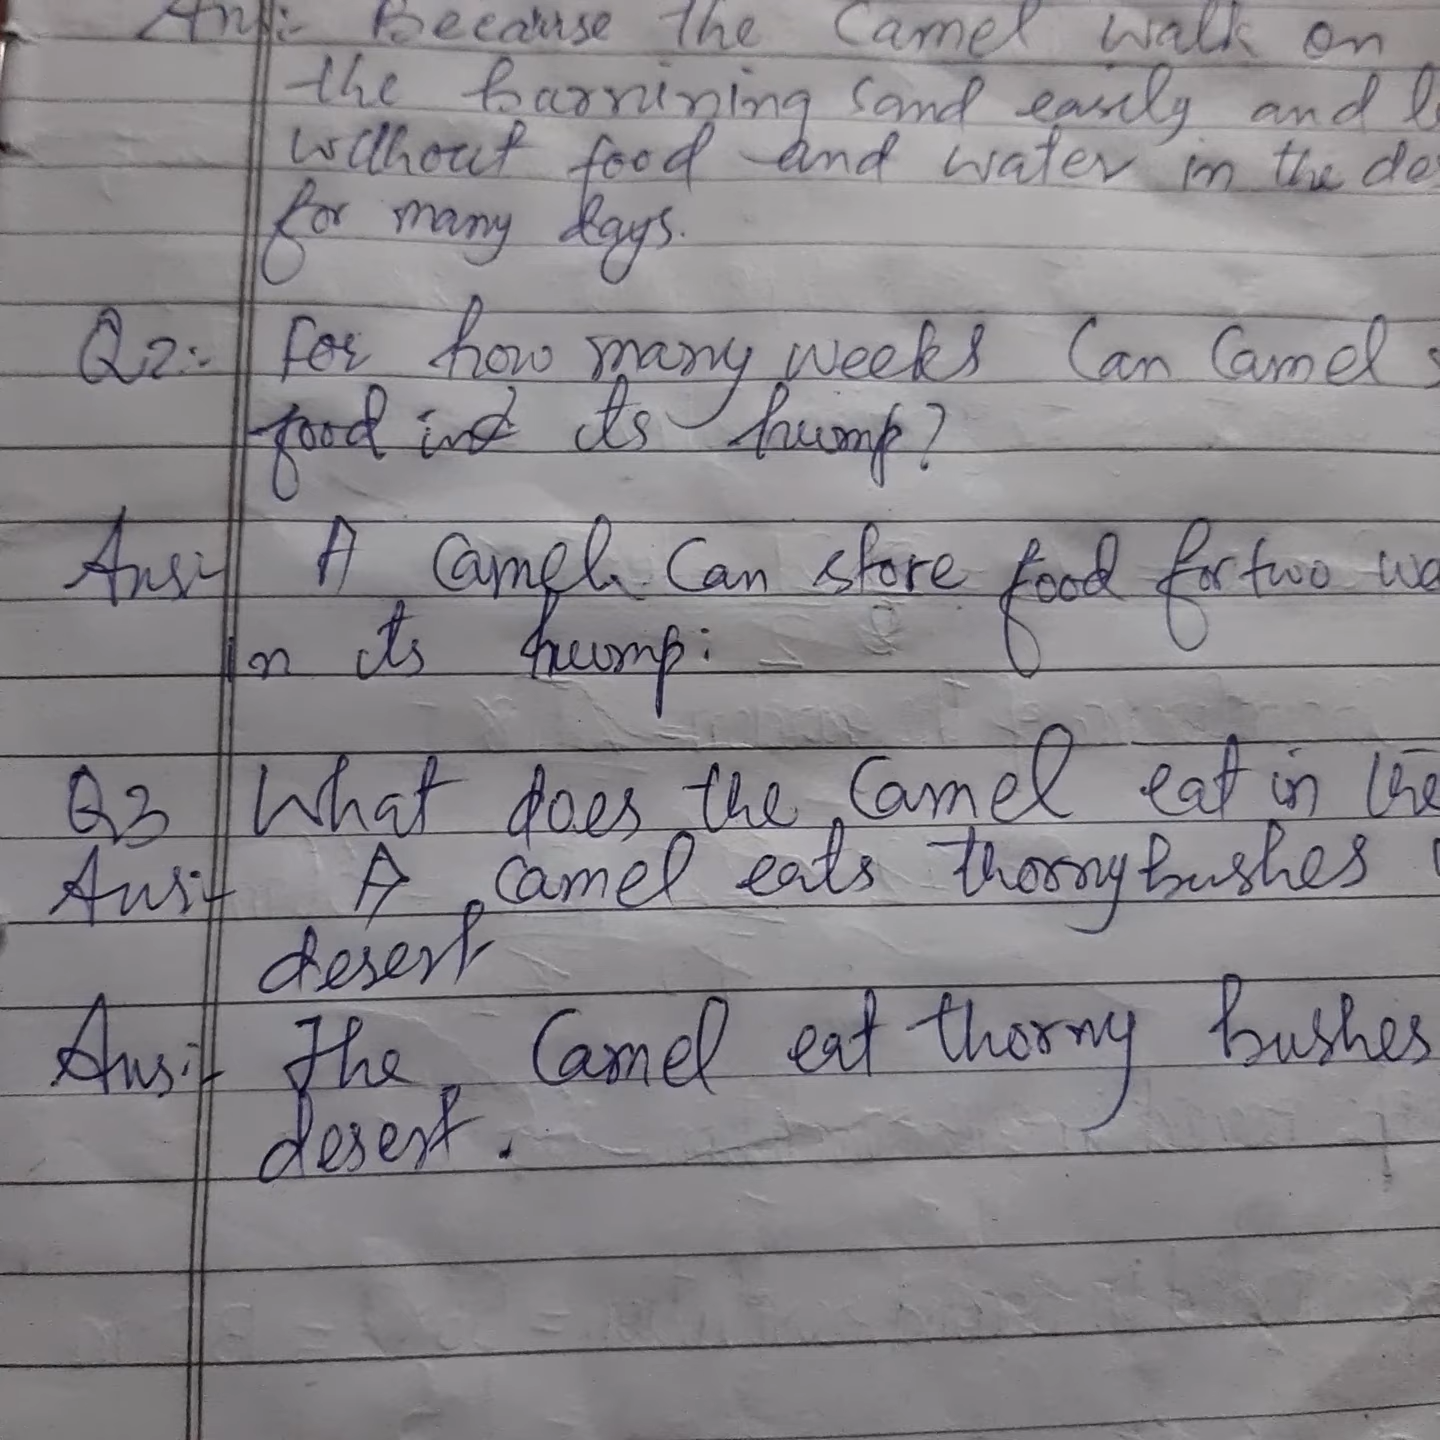 Ans:- Because the Camel walk on
the barnining sand easily and
without food and water in the
for many days.
Q2:- For how many weeks Can Camel
food in its hump?
Ans:- A Camel Can store food for two
in its hump:
Q3 What does the Camel eat in the
Ans:- A camel eats thorny bushes
desert
Ans:- The Camel eat thorny bushes
desert.